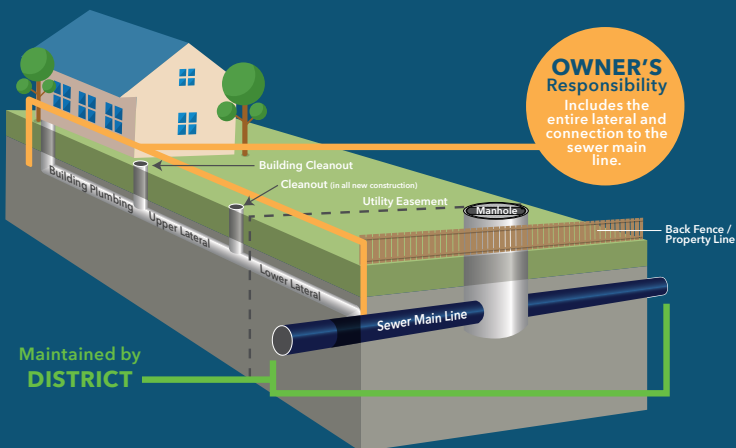 OWNER’S
Responsibility
Includes the
entire lateral and
connection to the
sewer main
line.
Building Cleanout
Cleanout (in all new construction)
Utility Easement
Manhole
Back Fence /
Property Line
Building Plumbing
Upper Lateral
Lower Lateral
Sewer Main Line
Maintained by
DISTRICT